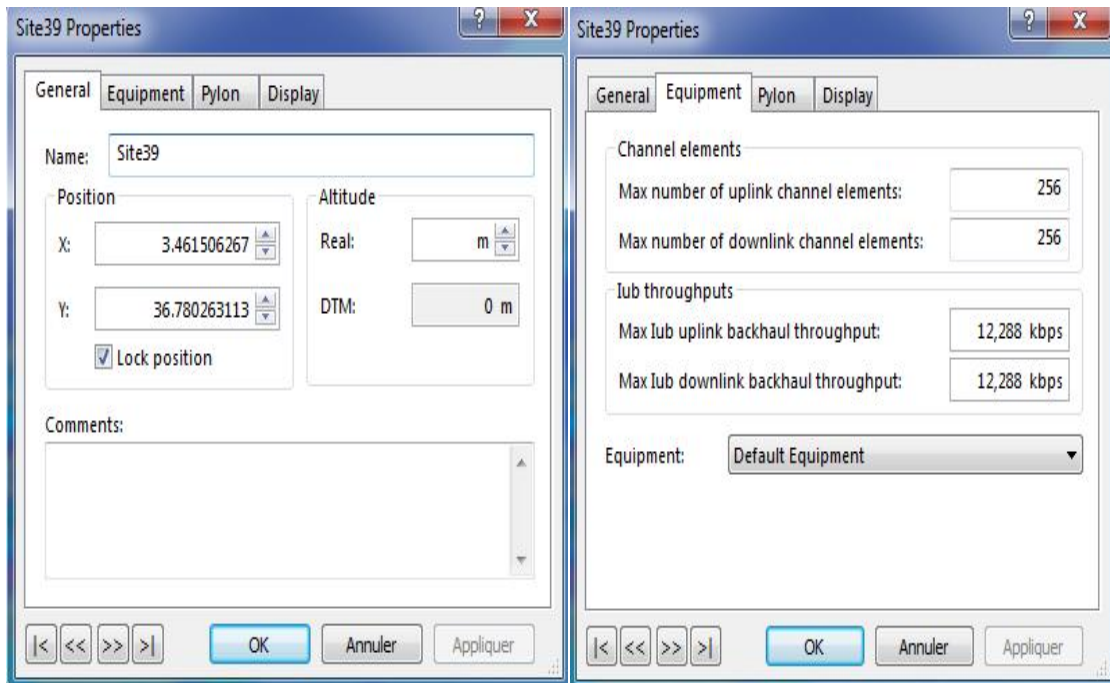 Site39 Properties
General Equipment Pylon Display
Name: Site39
Position
X: 3.461506267
Y: 36.780263113
Lock position
Altitude
Real: m
DTM: 0 m
Comments:
|< << >> >| OK Annuler Appliquer
Site39 Properties
General Equipment Pylon Display
Channel elements
Max number of uplink channel elements: 256
Max number of downlink channel elements: 256
Iub throughputs
Max Iub uplink backhaul throughput: 12,288 kbps
Max Iub downlink backhaul throughput: 12,288 kbps
Equipment: Default Equipment
|< << >> >| OK Annuler Appliquer